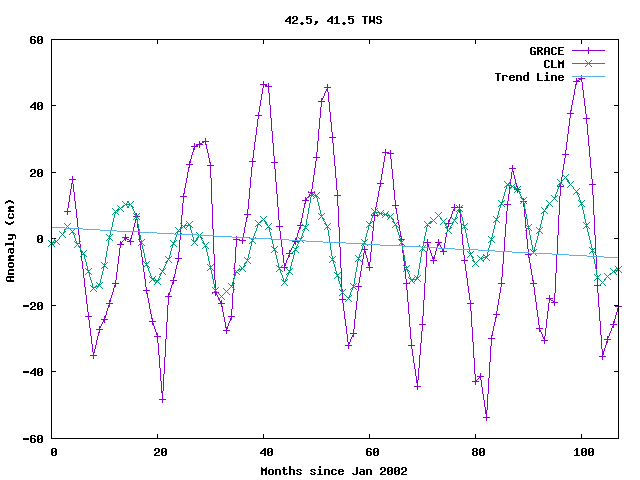 42.5, 41.5 TWS
GRACE
CLM
Trend Line
60
40
20
0
-20
-40
-60
Anomaly (cm)
0 20 40 60 80 100
Months since Jan 2002